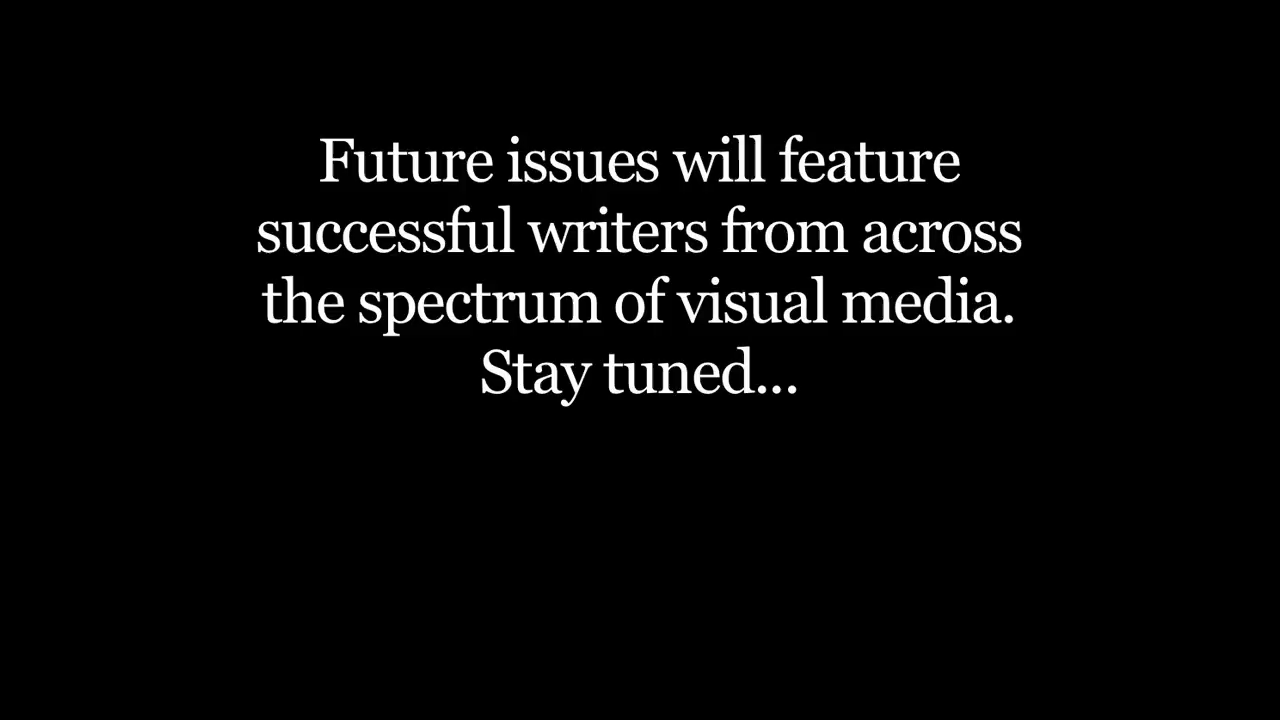 Future issues will feature
successful writers from across
the spectrum of visual media.
Stay tuned...